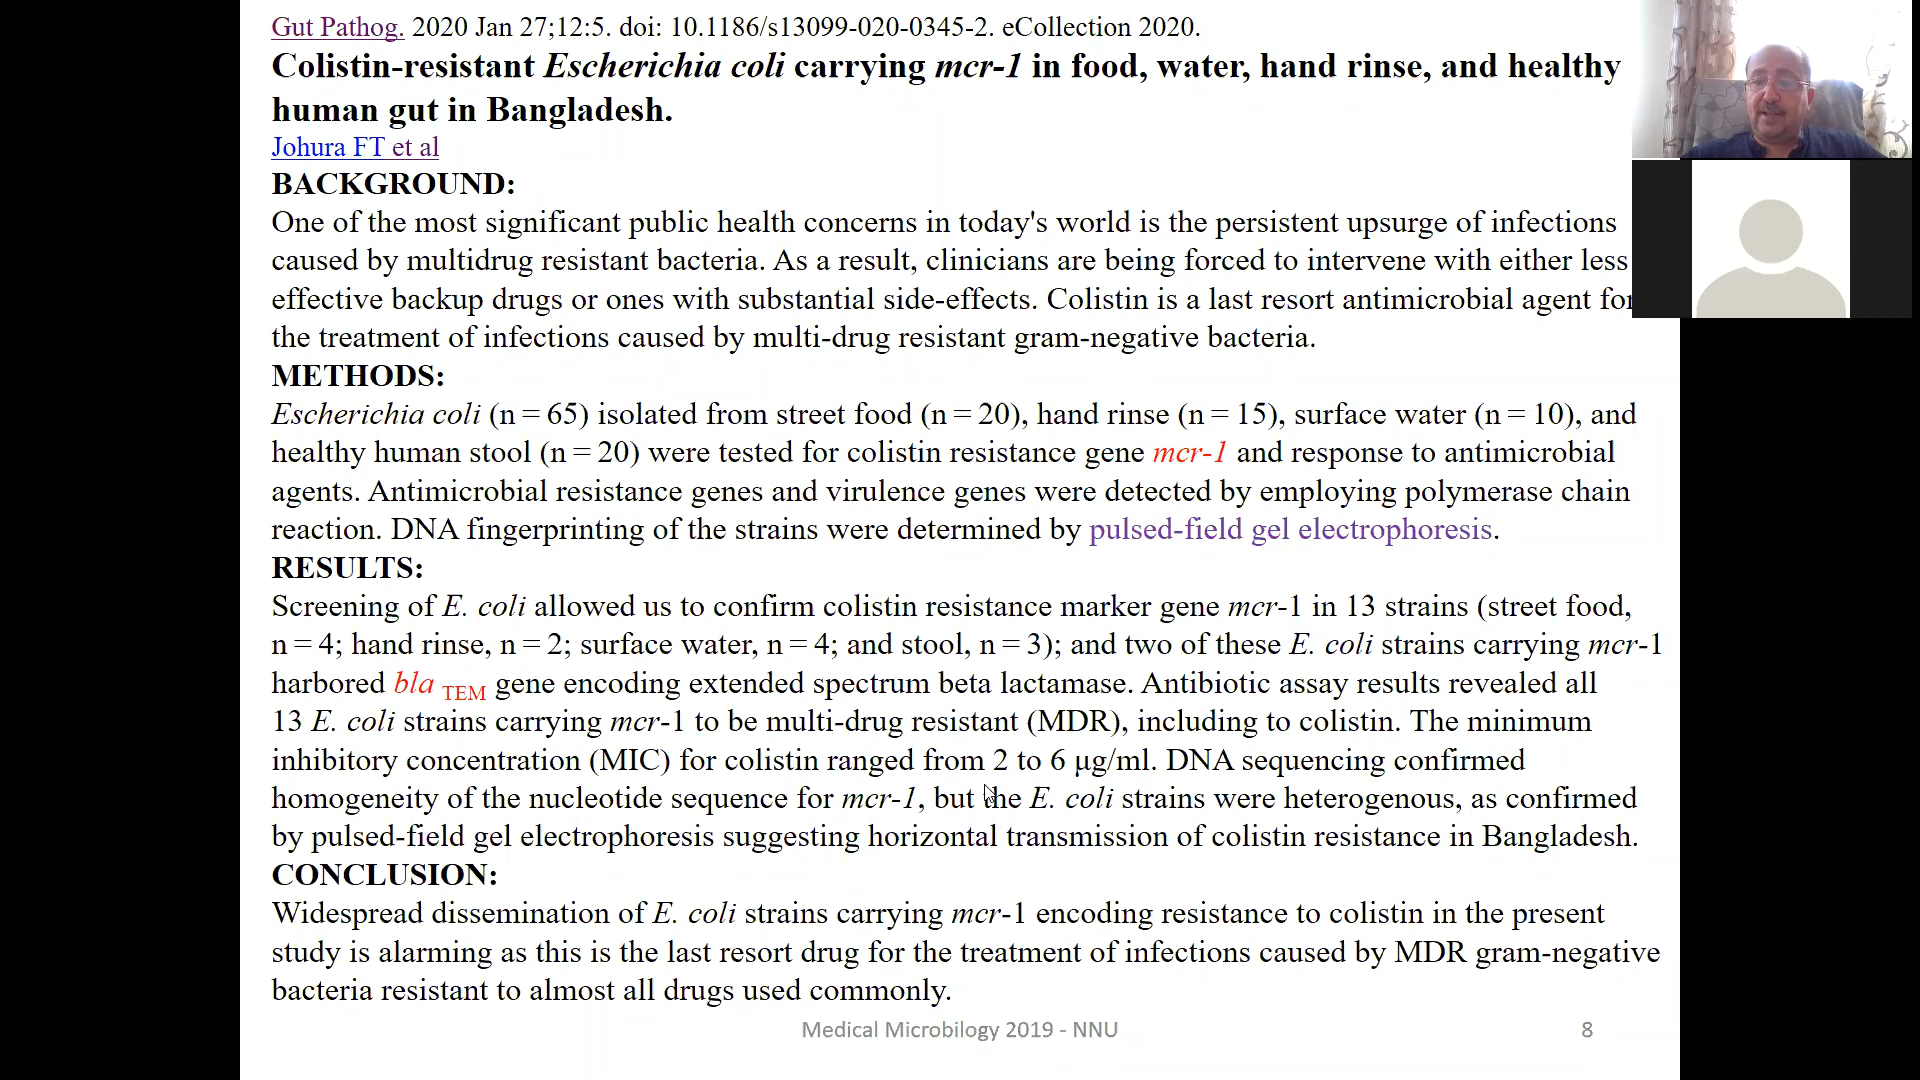 Gut Pathog. 2020 Jan 27;12:5. doi: 10.1186/s13099-020-0345-2. eCollection 2020.
Colistin-resistant Escherichia coli carrying mcr-1 in food, water, hand rinse, and healthy
human gut in Bangladesh.
Johura FT et al
BACKGROUND:
One of the most significant public health concerns in today's world is the persistent upsurge of infections
caused by multidrug resistant bacteria. As a result, clinicians are being forced to intervene with either less
effective backup drugs or ones with substantial side-effects. Colistin is a last resort antimicrobial agent for
the treatment of infections caused by multi-drug resistant gram-negative bacteria.
METHODS:
Escherichia coli (n = 65) isolated from street food (n = 20), hand rinse (n = 15), surface water (n = 10), and
healthy human stool (n = 20) were tested for colistin resistance gene mcr-1 and response to antimicrobial
agents. Antimicrobial resistance genes and virulence genes were detected by employing polymerase chain
reaction. DNA fingerprinting of the strains were determined by pulsed-field gel electrophoresis.
RESULTS:
Screening of E. coli allowed us to confirm colistin resistance marker gene mcr-1 in 13 strains (street food,
n = 4; hand rinse, n = 2; surface water, n = 4; and stool, n = 3); and two of these E. coli strains carrying mcr-1
harbored bla TEM gene encoding extended spectrum beta lactamase. Antibiotic assay results revealed all
13 E. coli strains carrying mcr-1 to be multi-drug resistant (MDR), including to colistin. The minimum
inhibitory concentration (MIC) for colistin ranged from 2 to 6 μg/ml. DNA sequencing confirmed
homogeneity of the nucleotide sequence for mcr-1, but the E. coli strains were heterogenous, as confirmed
by pulsed-field gel electrophoresis suggesting horizontal transmission of colistin resistance in Bangladesh.
CONCLUSION:
Widespread dissemination of E. coli strains carrying mcr-1 encoding resistance to colistin in the present
study is alarming as this is the last resort drug for the treatment of infections caused by MDR gram-negative
bacteria resistant to almost all drugs used commonly.
Medical Microbilogy 2019 - NNU
8